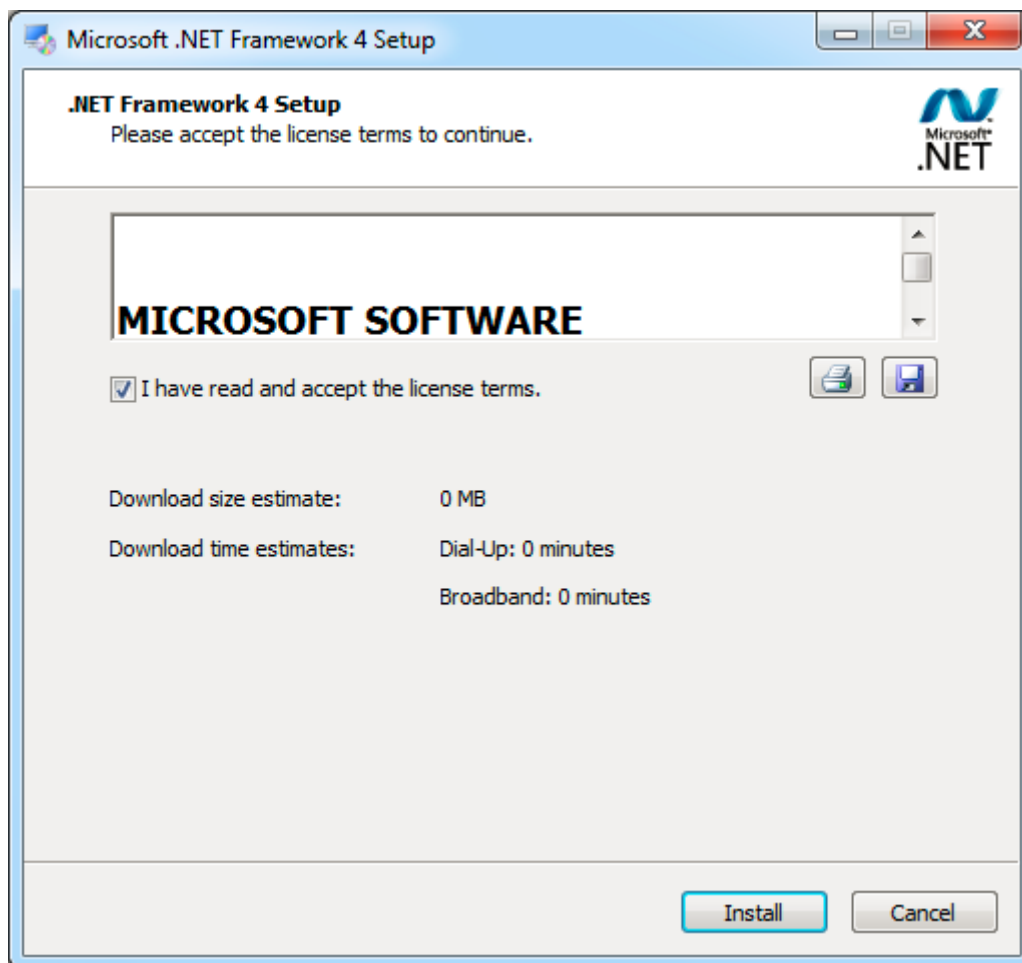 Microsoft .NET Framework 4 Setup
.NET Framework 4 Setup
Please accept the license terms to continue.
Microsoft®
.NET
MICROSOFT SOFTWARE
I have read and accept the license terms.
Download size estimate: 0 MB
Download time estimates: Dial-Up: 0 minutes
Broadband: 0 minutes
Install Cancel